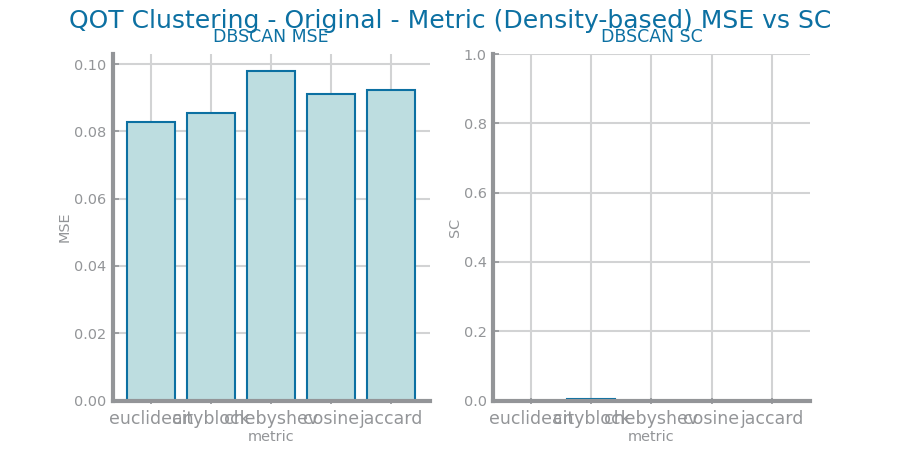 QOT Clustering - Original - Metric (Density-based) MSE vs SC
DBSCAN MSE
0.10
0.08
0.06
0.04
0.02
0.00
MSE
euclidean cityblock chebyshev cosine jaccard
metric
DBSCAN SC
1.0
0.8
0.6
0.4
0.2
0.0
SC
euclidean cityblock chebyshev cosine jaccard
metric